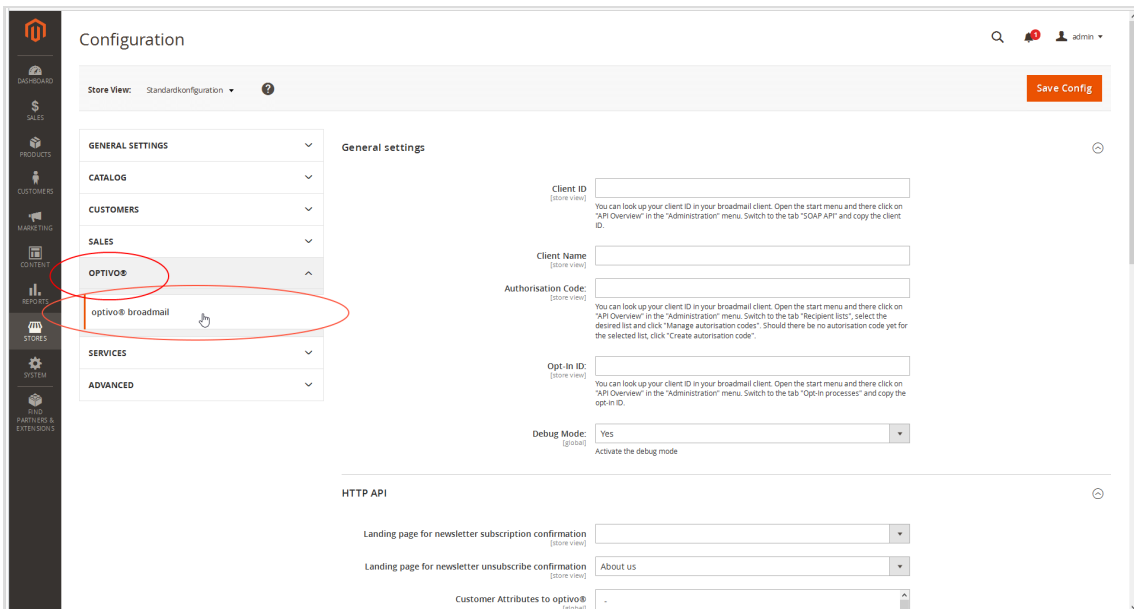 Configuration
1
admin
DASHBOARD
SALES
PRODUCTS
CUSTOMERS
MARKETING
CONTENT
REPORTS
STORES
SYSTEM
FIND
PARTNERS &
EXTENSIONS
Store View:
Standardkonfiguration
?
Save Config
GENERAL SETTINGS
CATALOG
CUSTOMERS
SALES
OPTIVO®
optivo® broadmail
SERVICES
ADVANCED
General settings
Client ID
[store view]
You can look up your client ID in your broadmail client. Open the start menu and there click on
"API Overview" in the "Administration" menu. Switch to the tab "SOAP API" and copy the client
ID.
Client Name
[store view]
Authorisation Code:
[store view]
You can look up your client ID in your broadmail client. Open the start menu and there click on
"API Overview" in the "Administration" menu. Switch to the tab "Recipient lists", select the
desired list and click "Manage autorisation codes". Should there be no autorisation code yet for
the selected list, click "Create autorisation code".
Opt-In ID:
[store view]
You can look up your client ID in your broadmail client. Open the start menu and there click on
"API Overview" in the "Administration" menu. Switch to the tab "Opt-In processes" and copy the
opt-in ID.
Debug Mode:
[global]
Yes
Activate the debug mode
HTTP API
Landing page for newsletter subscription confirmation
[store view]
Landing page for newsletter unsubscribe confirmation
[store view]
About us
Customer Attributes to optivo®
[global]
-